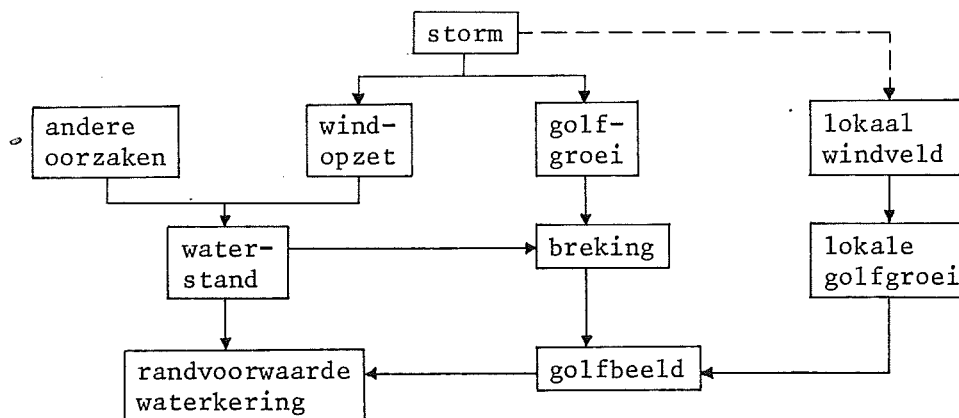 storm
andere
oorzaken
wind-
opzet
golf-
groei
lokaal
windveld
water-
stand
breking
lokale
golfgroei
randvoorwaarde
waterkering
golfbeeld